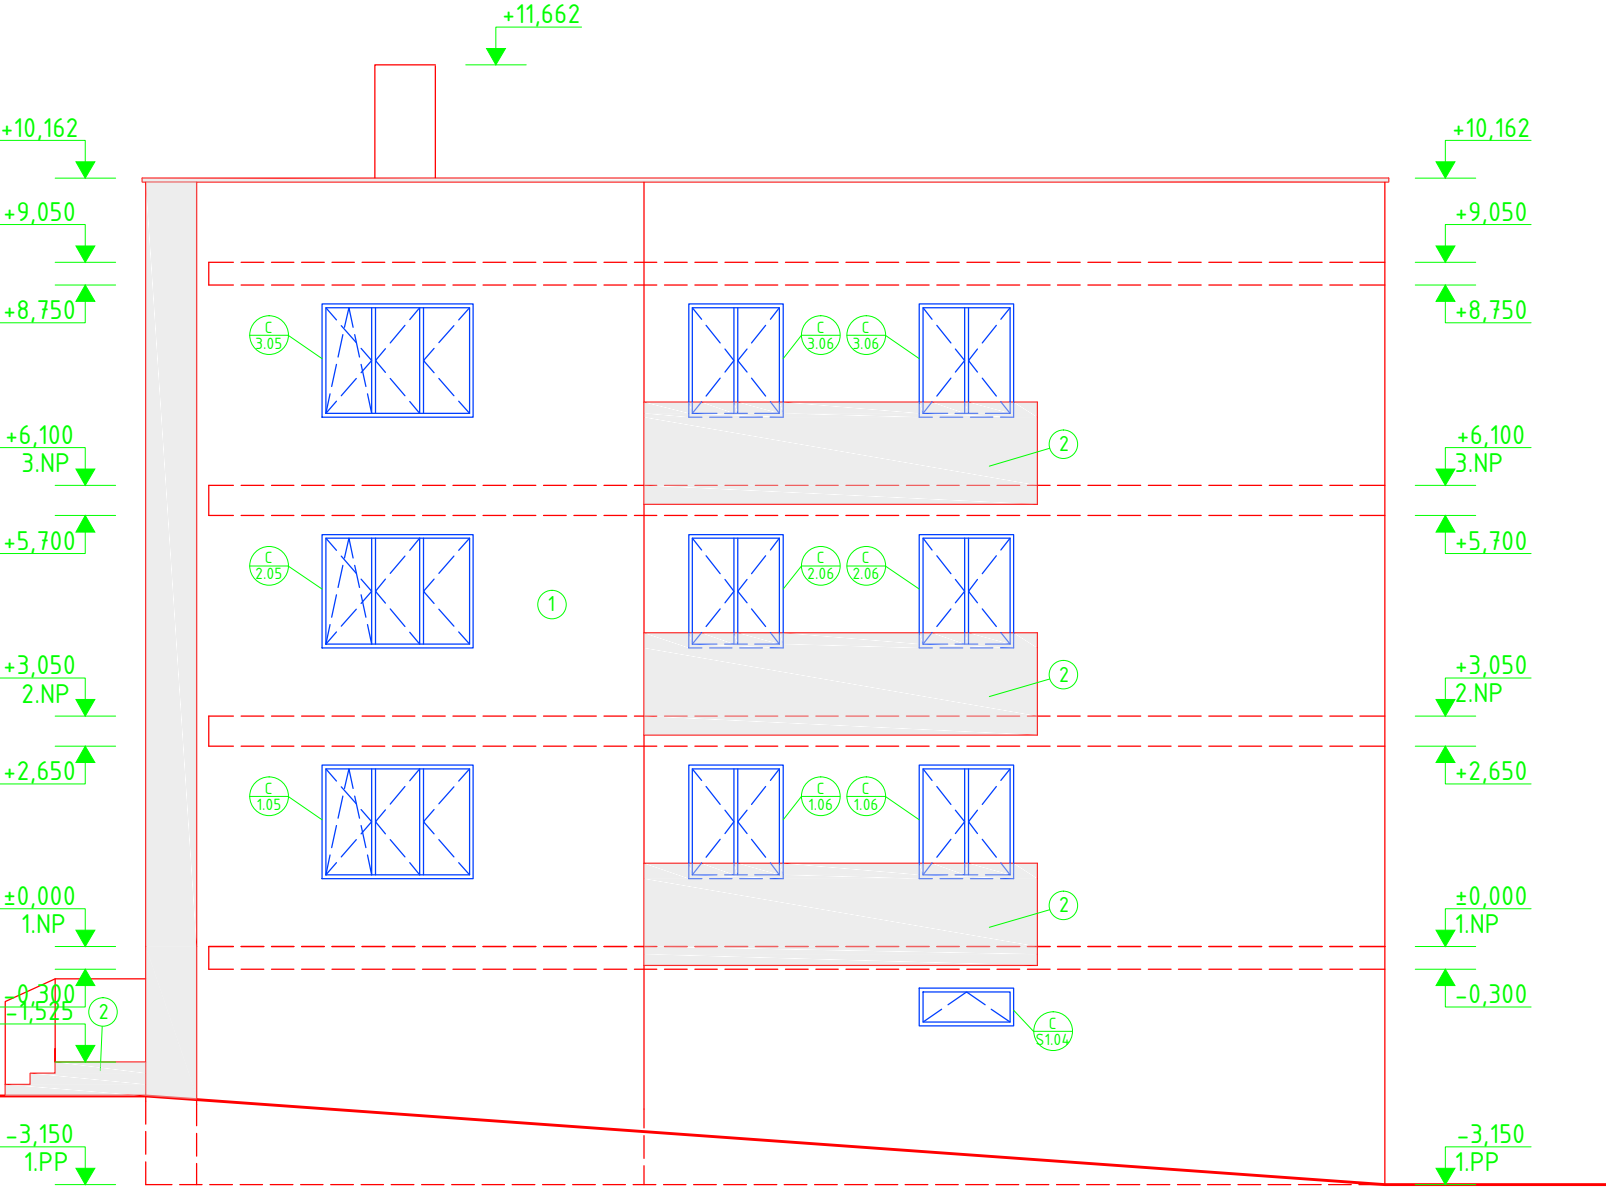 +11,662
+10,162
+10,162
+9,050
+9,050
+8,750
+8,750
C
3.05
C
3.06
C
3.06
+6,100
3.NP
2
+6,100
3.NP
+5,700
+5,700
C
2.05
C
2.06
C
2.06
1
+3,050
2.NP
2
+3,050
2.NP
+2,650
+2,650
C
1.05
C
1.06
C
1.06
±0,000
1.NP
2
±0,000
1.NP
-0,300
-0,300
-1,525
2
C
S1.04
-3,150
1.PP
-3,150
1.PP